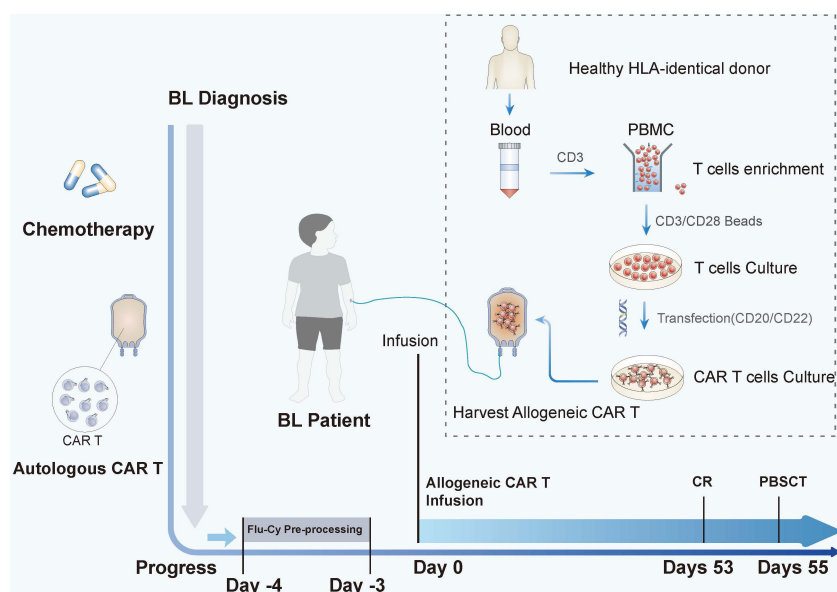 BL Diagnosis
Chemotherapy
CAR T
Autologous CAR T
BL Patient
Healthy HLA-identical donor
Blood
CD3
PBMC
T cells enrichment
CD3/CD28 Beads
T cells Culture
Transfection(CD20/CD22)
CAR T cells Culture
Harvest Allogeneic CAR T
Infusion
Allogeneic CAR T
Infusion
CR
PBSCT
Flu-Cy Pre-processing
Progress
Day -4
Day -3
Day 0
Days 53
Days 55